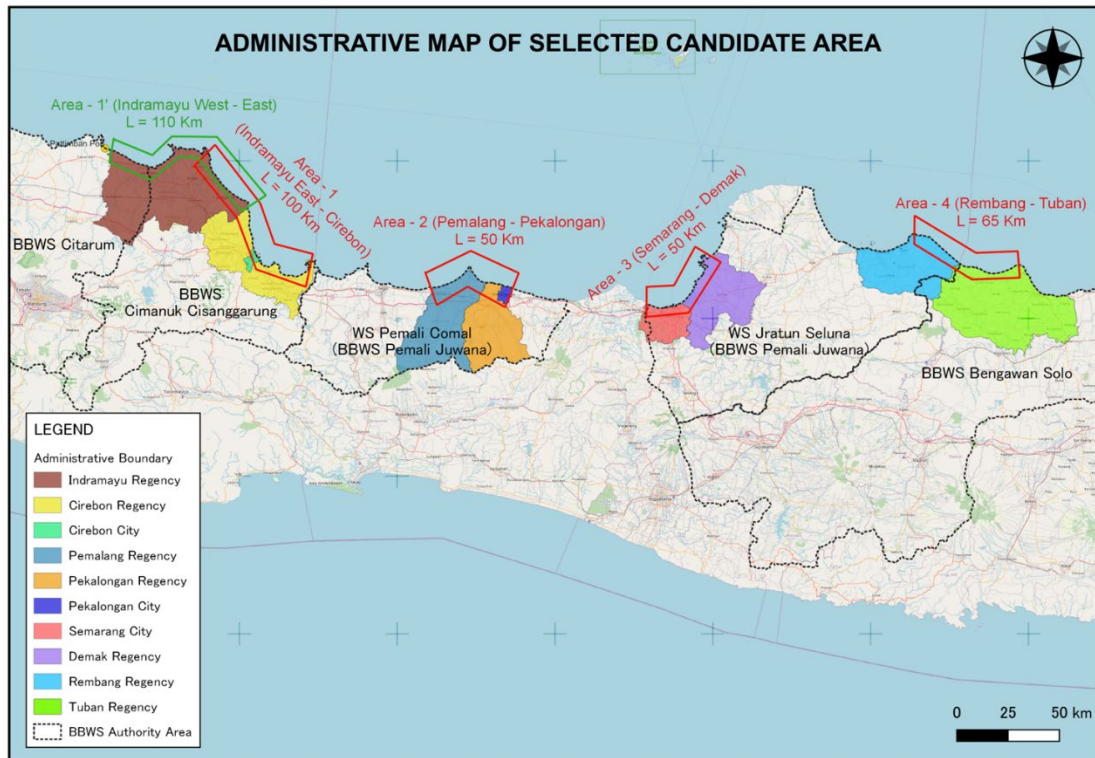 ADMINISTRATIVE MAP OF SELECTED CANDIDATE AREA
Area - 1' (Indramayu West - East)
L = 110 Km
Area - 1
(Indramayu East - Cirebon)
L = 100 Km
Area - 2 (Pemalang - Pekalongan)
L = 50 Km
Area - 3 (Semarang - Demak)
L = 50 Km
Area - 4 (Rembang - Tuban)
L = 65 Km
BBWS Citarum
BBWS
Cimanuk Cisanggarung
WS Pemali Comal
(BBWS Pemali Juwana)
WS Jratun Seluna
(BBWS Pemali Juwana)
BBWS Bengawan Solo
LEGEND
Administrative Boundary
Indramayu Regency
Cirebon Regency
Cirebon City
Pemalang Regency
Pekalongan Regency
Pekalongan City
Semarang City
Demak Regency
Rembang Regency
Tuban Regency
BBWS Authority Area
0 25 50 km